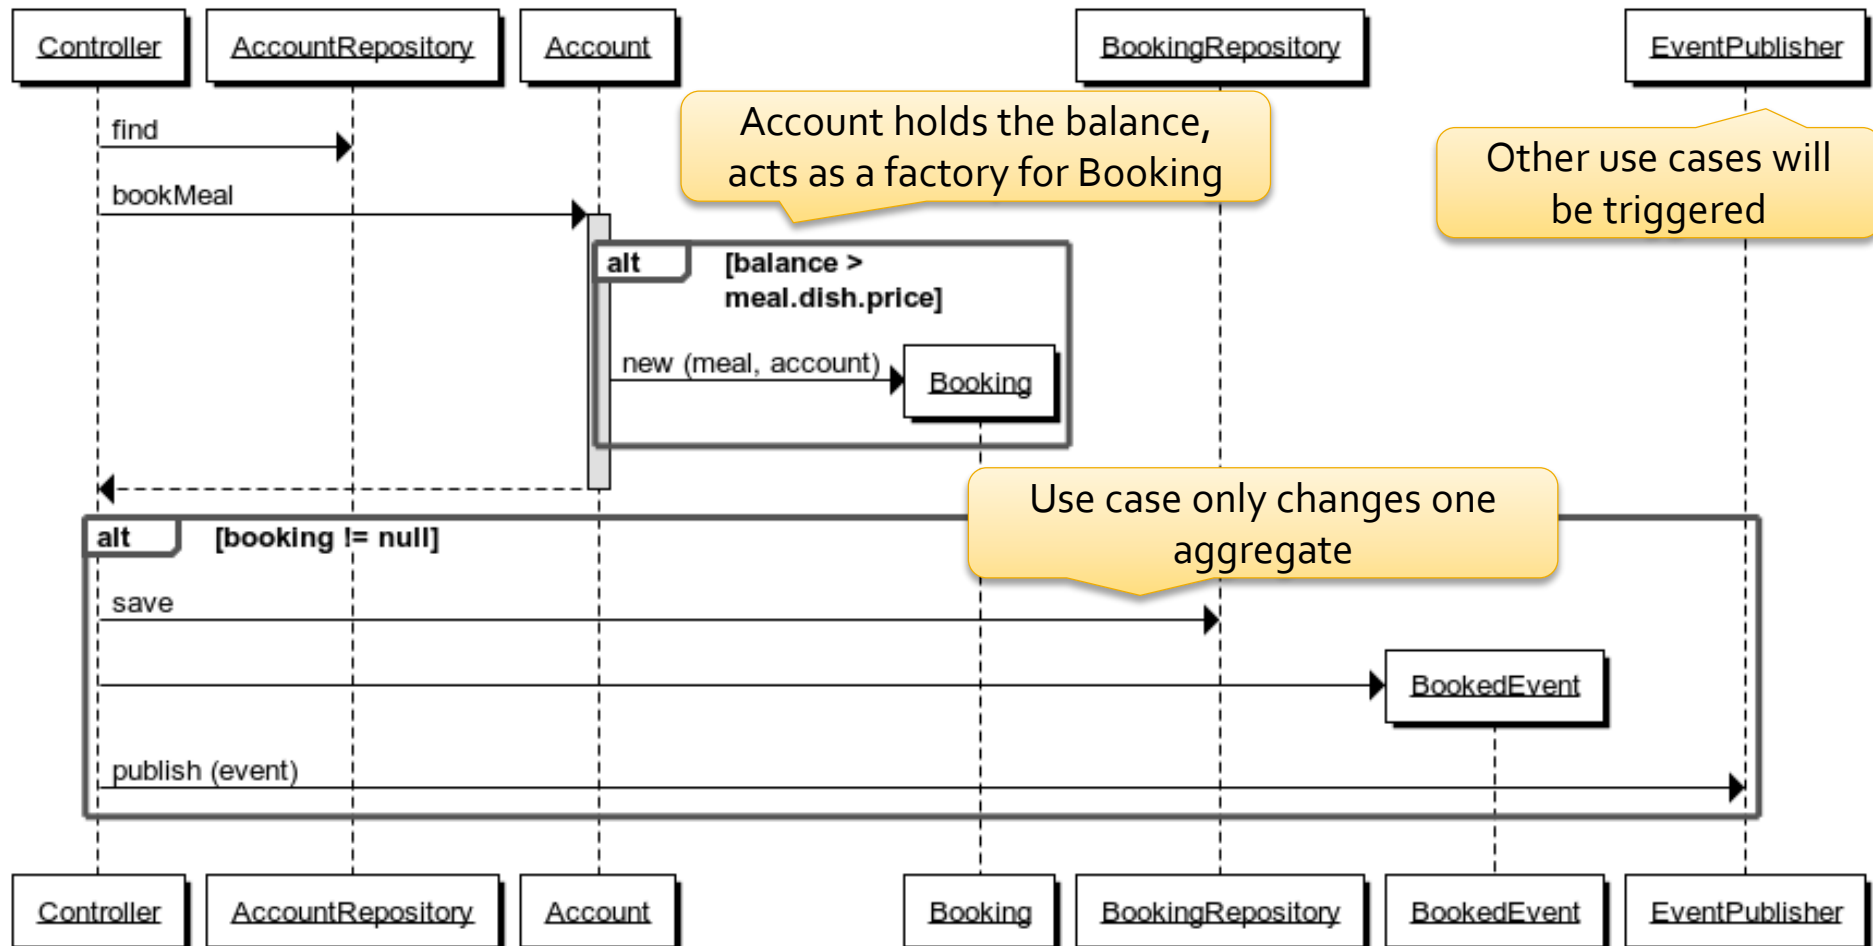 Controller
AccountRepository
Account
BookingRepository
EventPublisher
find
Account holds the balance,
acts as a factory for Booking
Other use cases will
be triggered
bookMeal
alt
[balance >
meal.dish.price]
new (meal, account)
Booking
Use case only changes one
aggregate
alt
[booking != null]
save
BookedEvent
publish (event)
Controller
AccountRepository
Account
Booking
BookingRepository
BookedEvent
EventPublisher